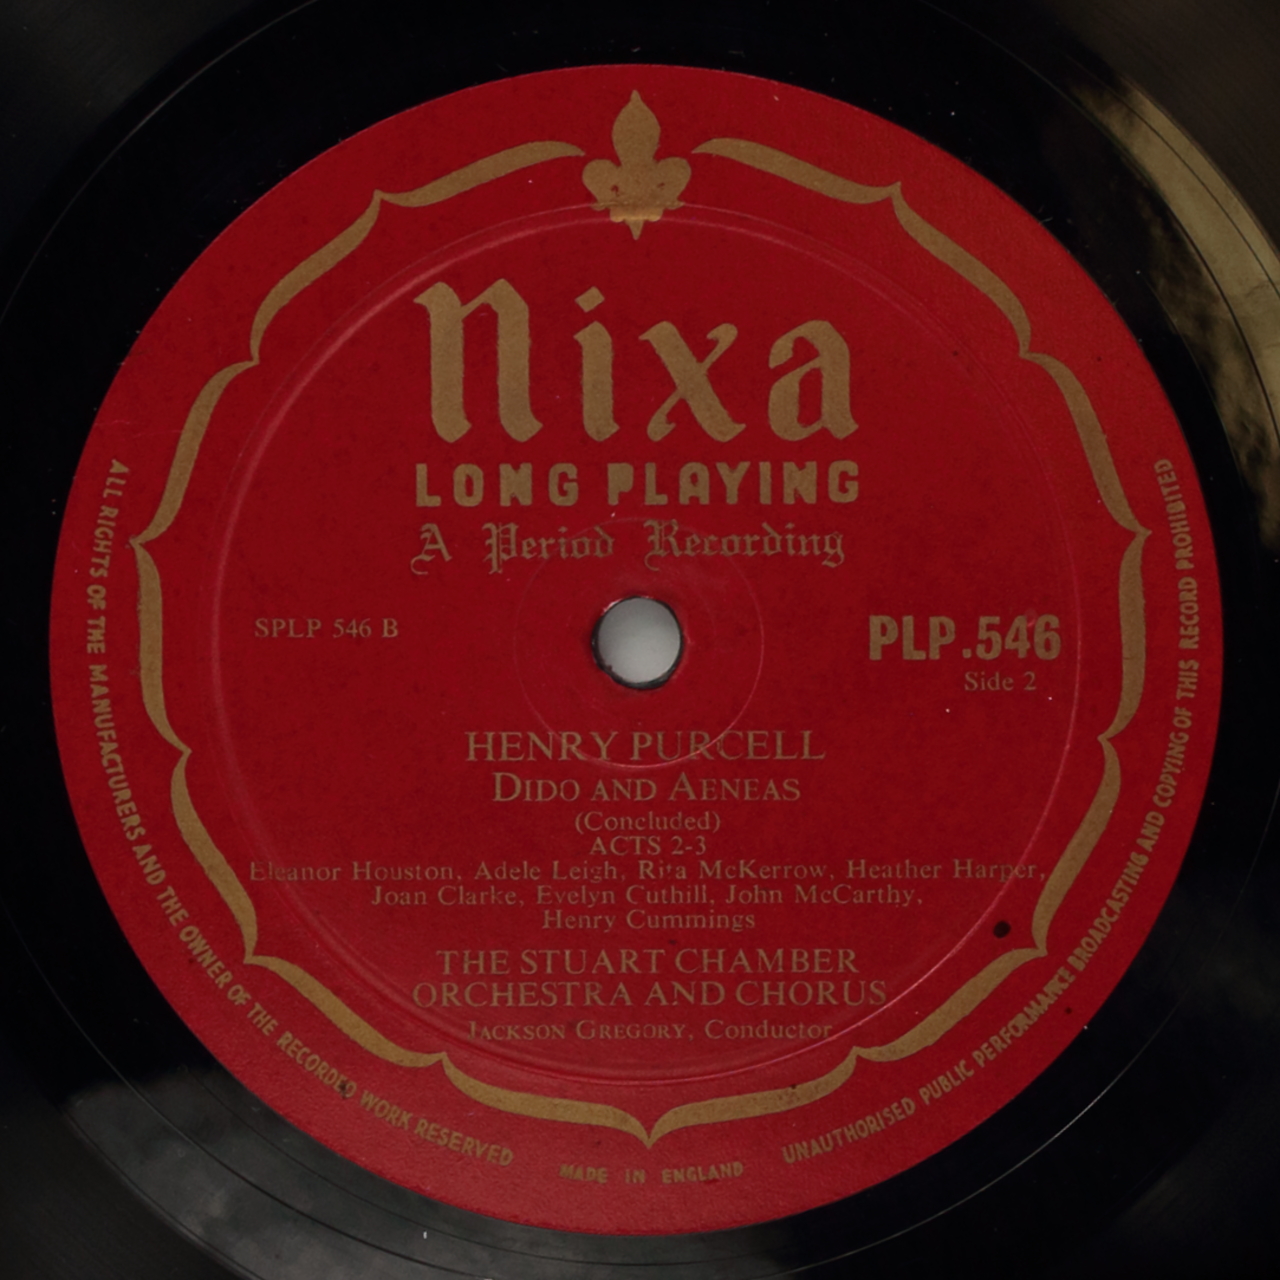 Nixa
LONG PLAYING
A Period Recording
SPLP 546 B
PLP.546
Side 2
HENRY PURCELL
DIDO AND AENEAS
(Concluded)
ACTS 2-3
Eleanor Houston, Adele Leigh, Rita McKerrow, Heather Harper,
Joan Clarke, Evelyn Cuthill, John McCarthy,
Henry Cummings
THE STUART CHAMBER
ORCHESTRA AND CHORUS
JACKSON GREGORY, Conductor
ALL RIGHTS OF THE MANUFACTURERS AND THE OWNER OF THE RECORDED WORK RESERVED
MADE IN ENGLAND
UNAUTHORISED PUBLIC PERFORMANCE BROADCASTING AND COPYING OF THIS RECORD PROHIBITED